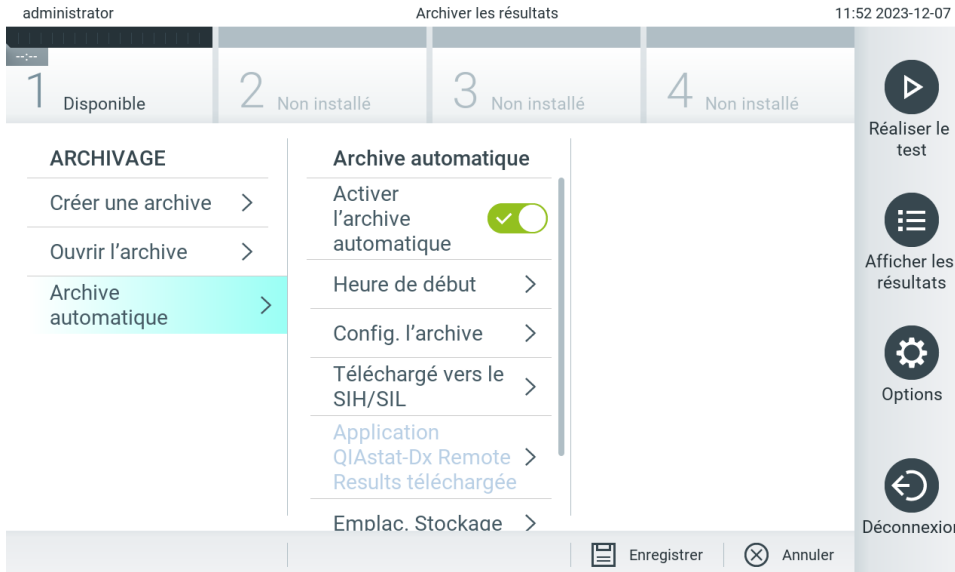 administrator
Archiver les résultats
11:52 2023-12-07
--:--
1 Disponible
2 Non installé
3 Non installé
4 Non installé
ARCHIVAGE
Créer une archive
Ouvrir l’archive
Archive
automatique
Archive automatique
Activer
l’archive
automatique
Heure de début
Config. l’archive
Téléchargé vers le
SIH/SIL
Application
QIAstat-Dx Remote
Results téléchargée
Emplac. Stockage
Réaliser le
test
Afficher les
résultats
Options
Déconnexion
Enregistrer
Annuler